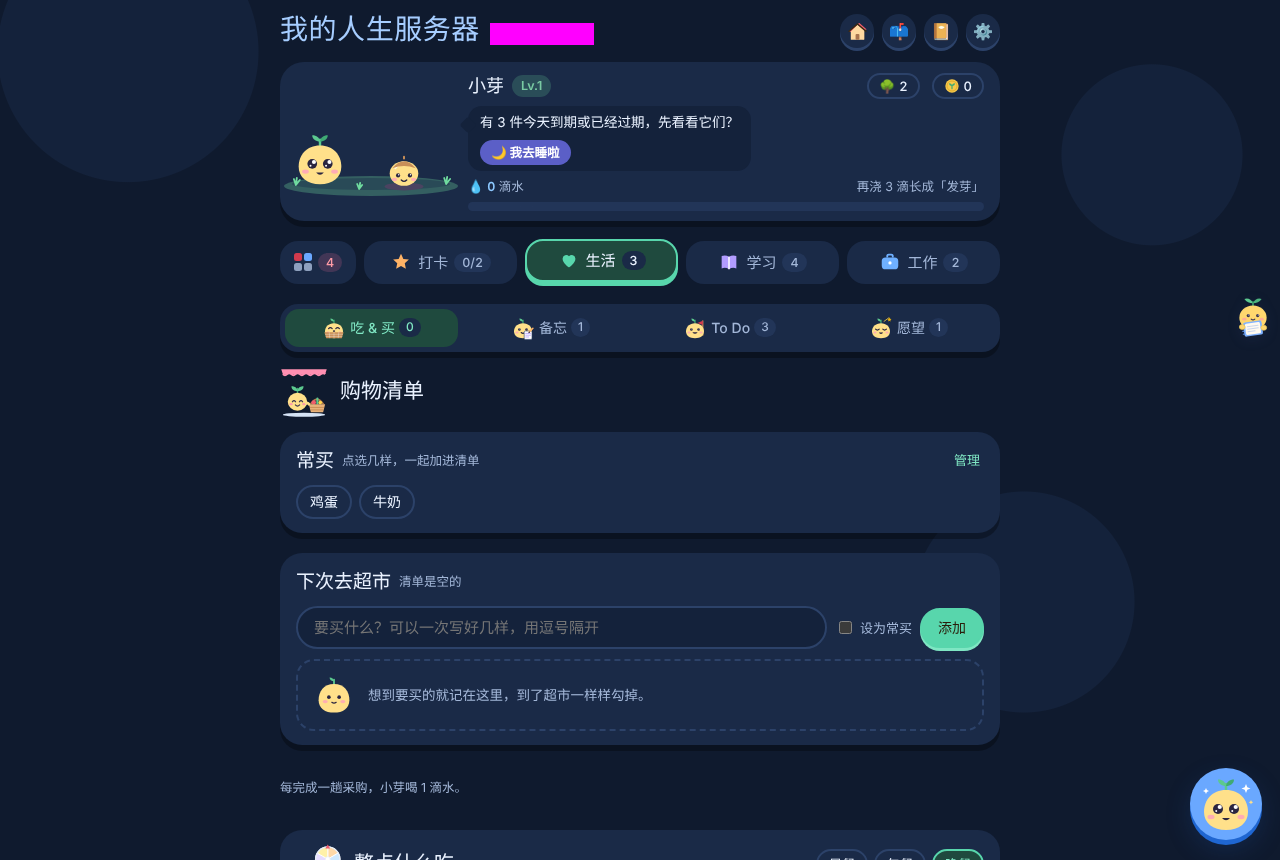 我的人生服务器
小芽 Lv.1 2 0
有 3 件今天到期或已经过期，先看看它们？
我去睡啦
0 滴水 再浇 3 滴长成「发芽」
4 打卡 0/2 生活 3 学习 4 工作 2
吃 & 买 0 备忘 1 To Do 3 愿望 1
购物清单
常买 点选几样，一起加进清单 管理
鸡蛋 牛奶
下次去超市 清单是空的
要买什么？可以一次写好几样，用逗号隔开 设为常买 添加
想到要买的就记在这里，到了超市一样样勾掉。
每完成一趟采购，小芽喝 1 滴水。